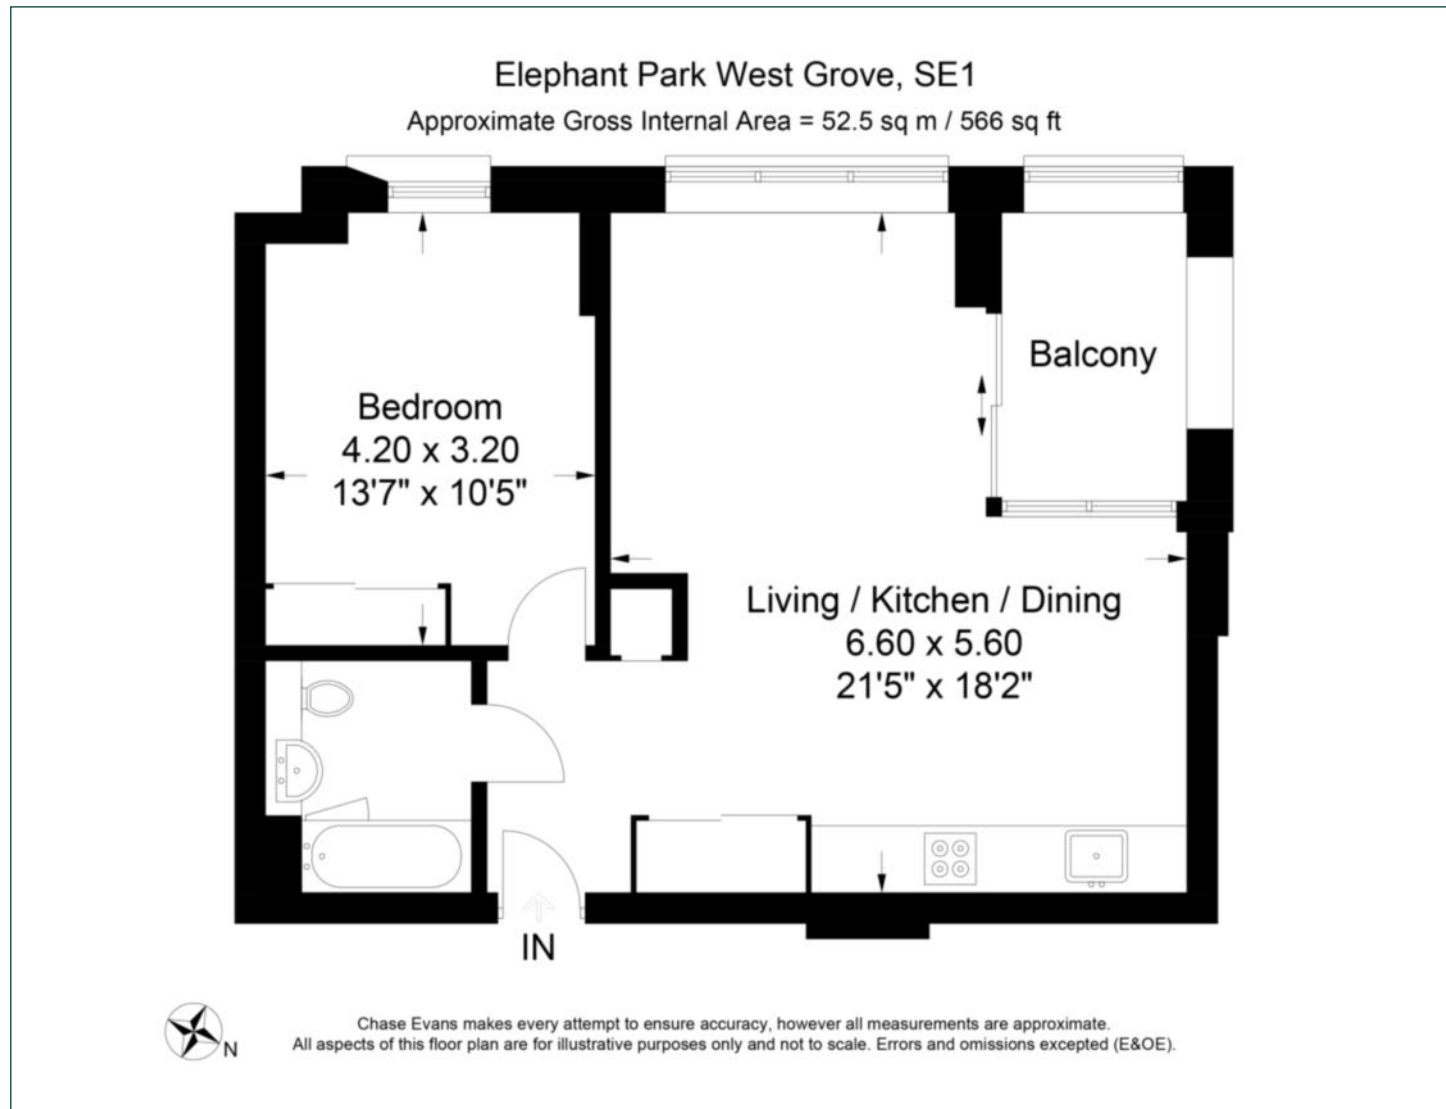 Elephant Park West Grove, SE1
Approximate Gross Internal Area = 52.5 sq m / 566 sq ft
Balcony
Bedroom
4.20 x 3.20
13'7" x 10'5"
Living / Kitchen / Dining
6.60 x 5.60
21'5" x 18'2"
IN
N
Chase Evans makes every attempt to ensure accuracy, however all measurements are approximate.
All aspects of this floor plan are for illustrative purposes only and not to scale. Errors and omissions excepted (E&OE).